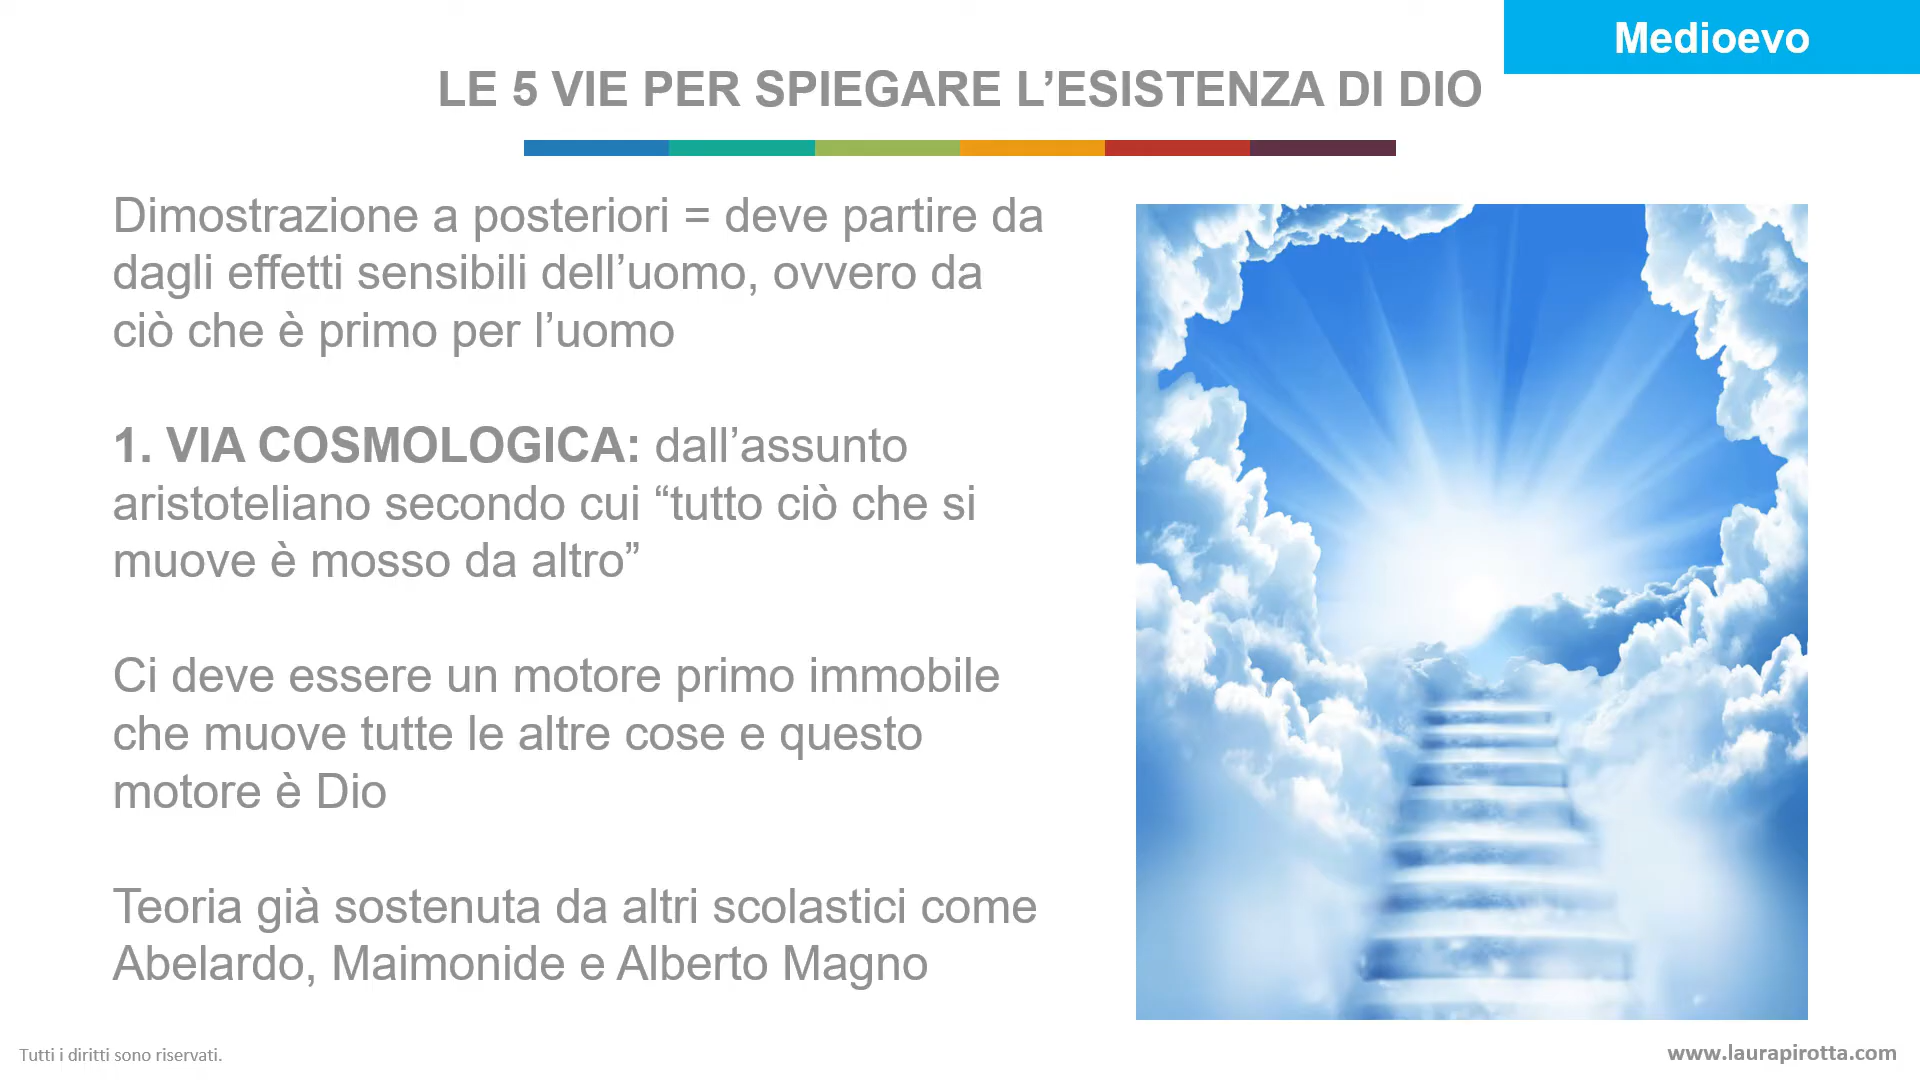 Medioevo
LE 5 VIE PER SPIEGARE L’ESISTENZA DI DIO
Dimostrazione a posteriori = deve partire da
dagli effetti sensibili dell’uomo, ovvero da
ciò che è primo per l’uomo
1. VIA COSMOLOGICA: dall’assunto
aristoteliano secondo cui “tutto ciò che si
muove è mosso da altro”
Ci deve essere un motore primo immobile
che muove tutte le altre cose e questo
motore è Dio
Teoria già sostenuta da altri scolastici come
Abelardo, Maimonide e Alberto Magno
Tutti i diritti sono riservati.
www.laurapirotta.com